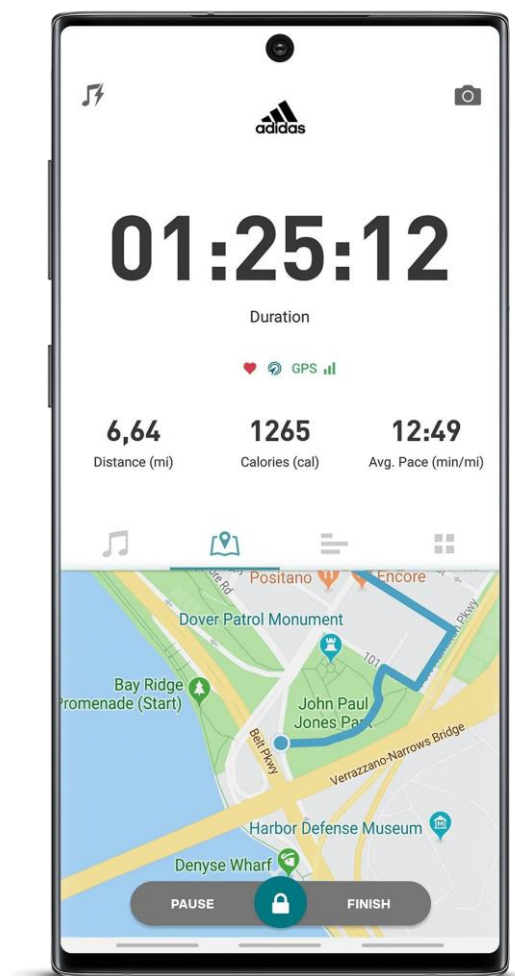 adidas
01:25:12
Duration
GPS
6,64
1265
12:49
Distance (mi)
Calories (cal)
Avg. Pace (min/mi)
Positano
Encore
Dover Patrol Monument
101
Pkwy
Bay Ridge
Promenade (Start)
John Paul
Jones Park
Belt Pkwy
Verrazzano-Narrows Bridge
Harbor Defense Museum
Denyse Wharf
PAUSE
FINISH